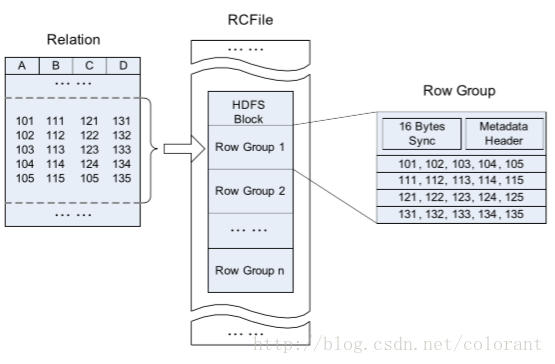 Relation
A B C D
... ...
101 111 121 131
102 112 122 132
103 113 123 133
104 114 124 134
105 115 105 135
... ...
RCFile
... ...
HDFS
Block
Row Group 1
Row Group 2
... ...
Row Group n
... ...
Row Group
16 Bytes
Sync
Metadata
Header
101, 102, 103, 104, 105
111, 112, 113, 114, 115
121, 122, 123, 124, 125
131, 132, 133, 134, 135
http://blog.csdn.net/colorant